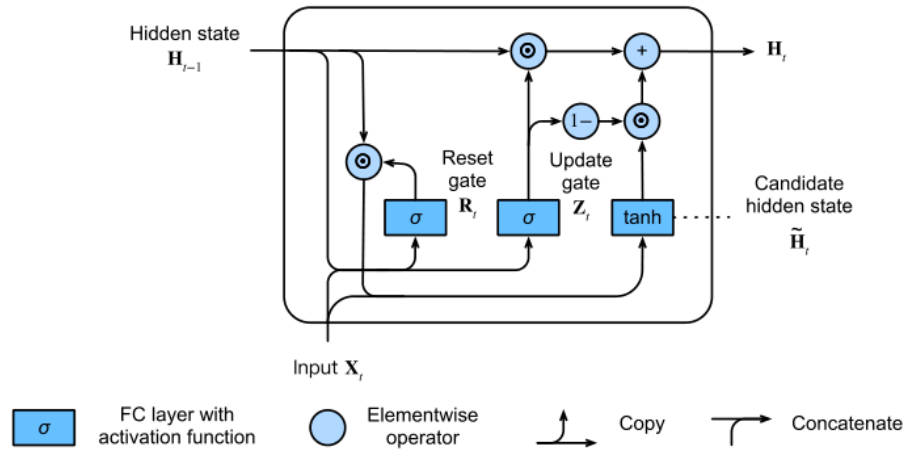 Hidden state
H_{t-1}
⊙
+
H_t
1−
⊙
⊙
Reset
gate
R_t
Update
gate
Z_t
σ
σ
tanh
Candidate
hidden state
H̃_t
Input X_t
σ
FC layer with
activation function
Elementwise
operator
Copy
Concatenate